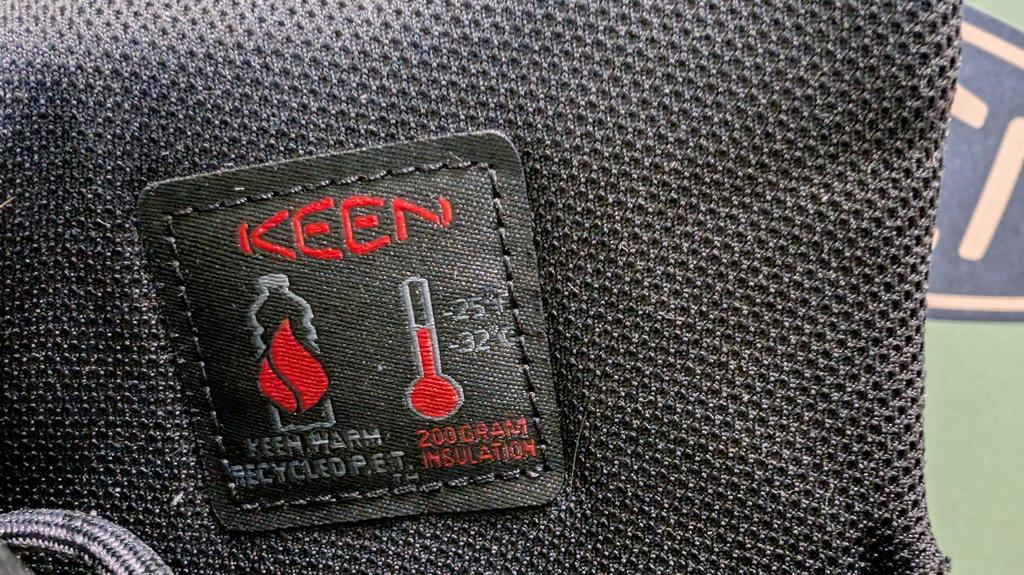 KEEN
-25°F
-32°C
KEEN WARM
RECYCLED P.E.T.
200 GRAM
INSULATION